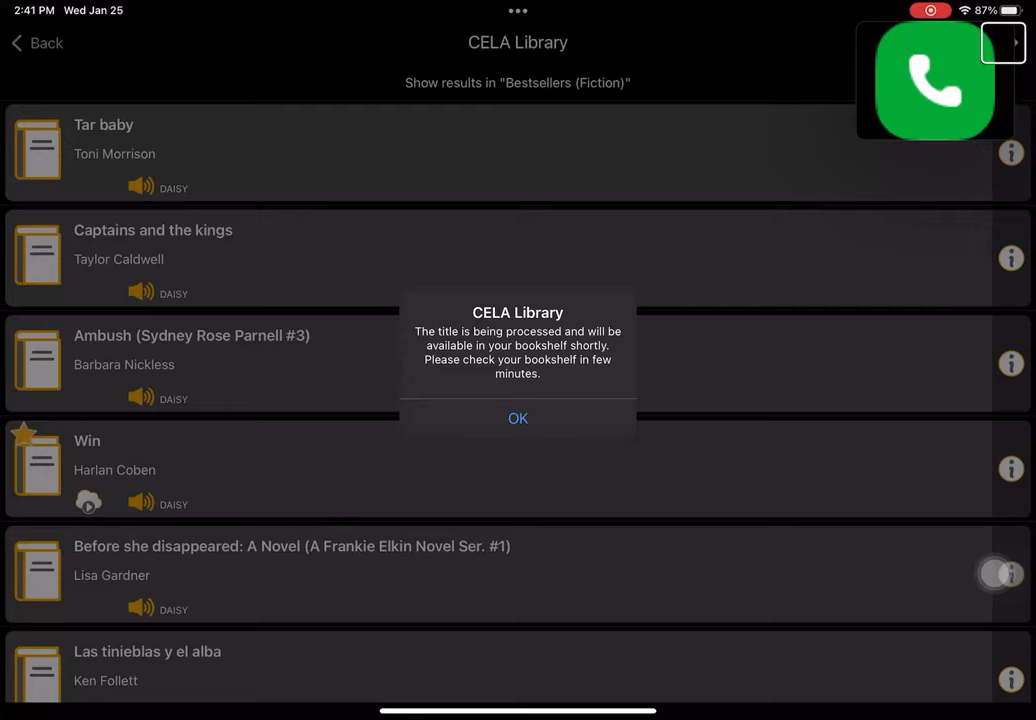 2:41 PM Wed Jan 25
87%
Back
CELA Library
Show results in "Bestsellers (Fiction)"
Tar baby
Toni Morrison
DAISY
Captains and the kings
Taylor Caldwell
DAISY
Ambush (Sydney Rose Parnell #3)
Barbara Nickless
DAISY
CELA Library
The title is being processed and will be
available in your bookshelf shortly.
Please check your bookshelf in few
minutes.
OK
Win
Harlan Coben
DAISY
Before she disappeared: A Novel (A Frankie Elkin Novel Ser. #1)
Lisa Gardner
DAISY
Las tinieblas y el alba
Ken Follett